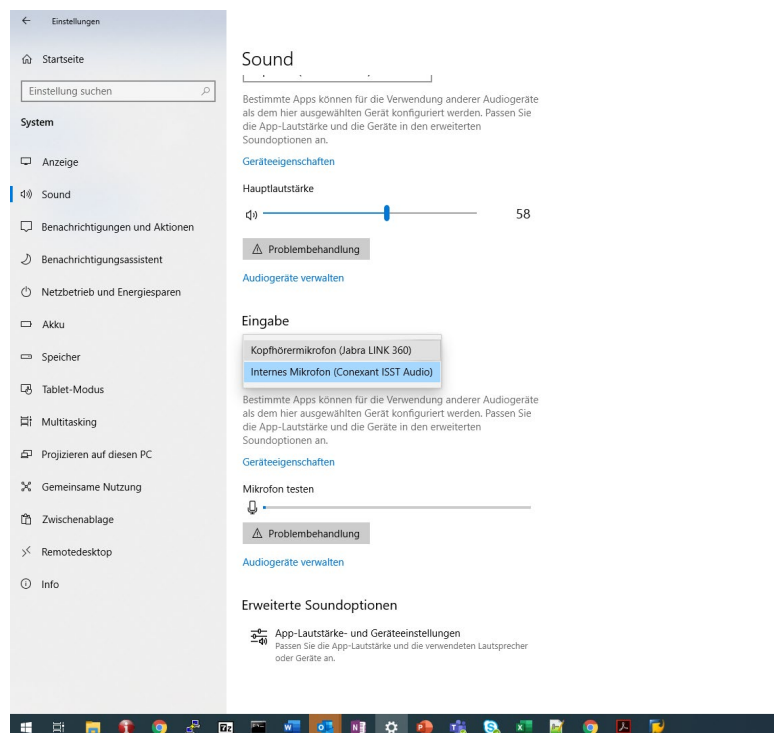 Einstellungen
Startseite
Einstellung suchen
System
Anzeige
Sound
Benachrichtigungen und Aktionen
Benachrichtigungsassistent
Netzbetrieb und Energiesparen
Akku
Speicher
Tablet-Modus
Multitasking
Projizieren auf diesen PC
Gemeinsame Nutzung
Zwischenablage
Remotedesktop
Info
Sound
Bestimmte Apps können für die Verwendung anderer Audiogeräte
als dem hier ausgewählten Gerät konfiguriert werden. Passen Sie
die App-Lautstärke und die Geräte in den erweiterten
Soundoptionen an.
Geräteeigenschaften
Hauptlautstärke
58
Problembehandlung
Audiogeräte verwalten
Eingabe
Kopfhörermikrofon (Jabra LINK 360)
Internes Mikrofon (Conexant ISST Audio)
Bestimmte Apps können für die Verwendung anderer Audiogeräte
als dem hier ausgewählten Gerät konfiguriert werden. Passen Sie
die App-Lautstärke und die Geräte in den erweiterten
Soundoptionen an.
Geräteeigenschaften
Mikrofon testen
Problembehandlung
Audiogeräte verwalten
Erweiterte Soundoptionen
App-Lautstärke- und Geräteeinstellungen
Passen Sie die App-Lautstärke und die verwendeten Lautsprecher
oder Geräte an.